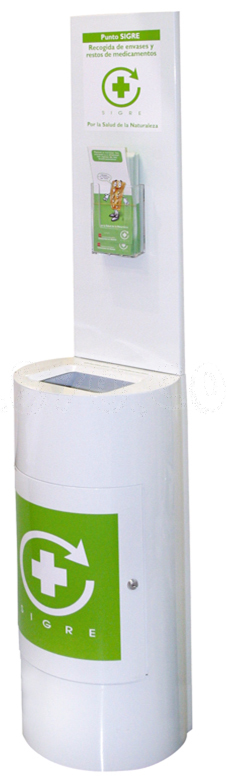 Punto SIGRE
Recogida de envases y
restos de medicamentos
SIGRE
Por la Salud de la Naturaleza
SIGRE